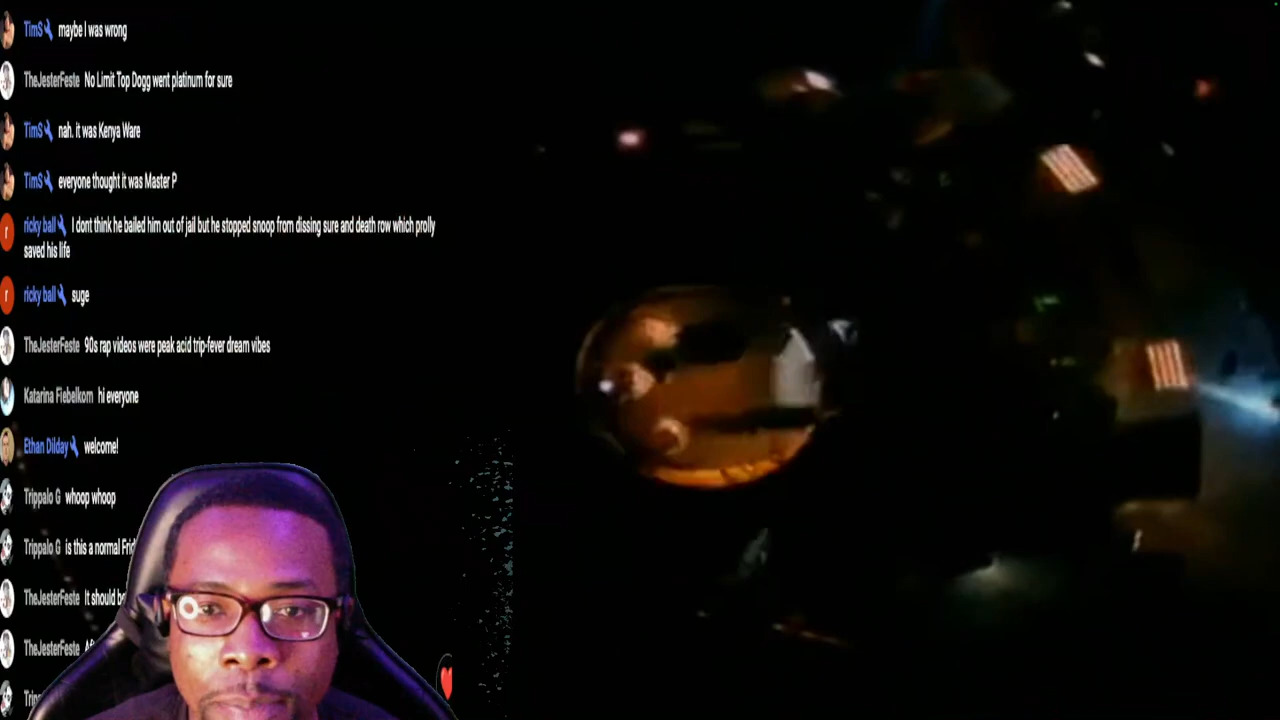 TimS maybe I was wrong
TheJesterFeste No Limit Top Dogg went platinum for sure
TimS nah. it was Kenya Ware
TimS everyone thought it was Master P
r ricky ball I dont think he bailed him out of jail but he stopped snoop from dissing sure and death row which prolly
saved his life
r ricky ball suge
TheJesterFeste 90s rap videos were peak acid trip-fever dream vibes
Katarina Fiebelkorn hi everyone
Ethan Dilday welcome!
Trippalo G whoop whoop
Trippalo G is this a normal
TheJesterFeste It should
TheJesterFeste